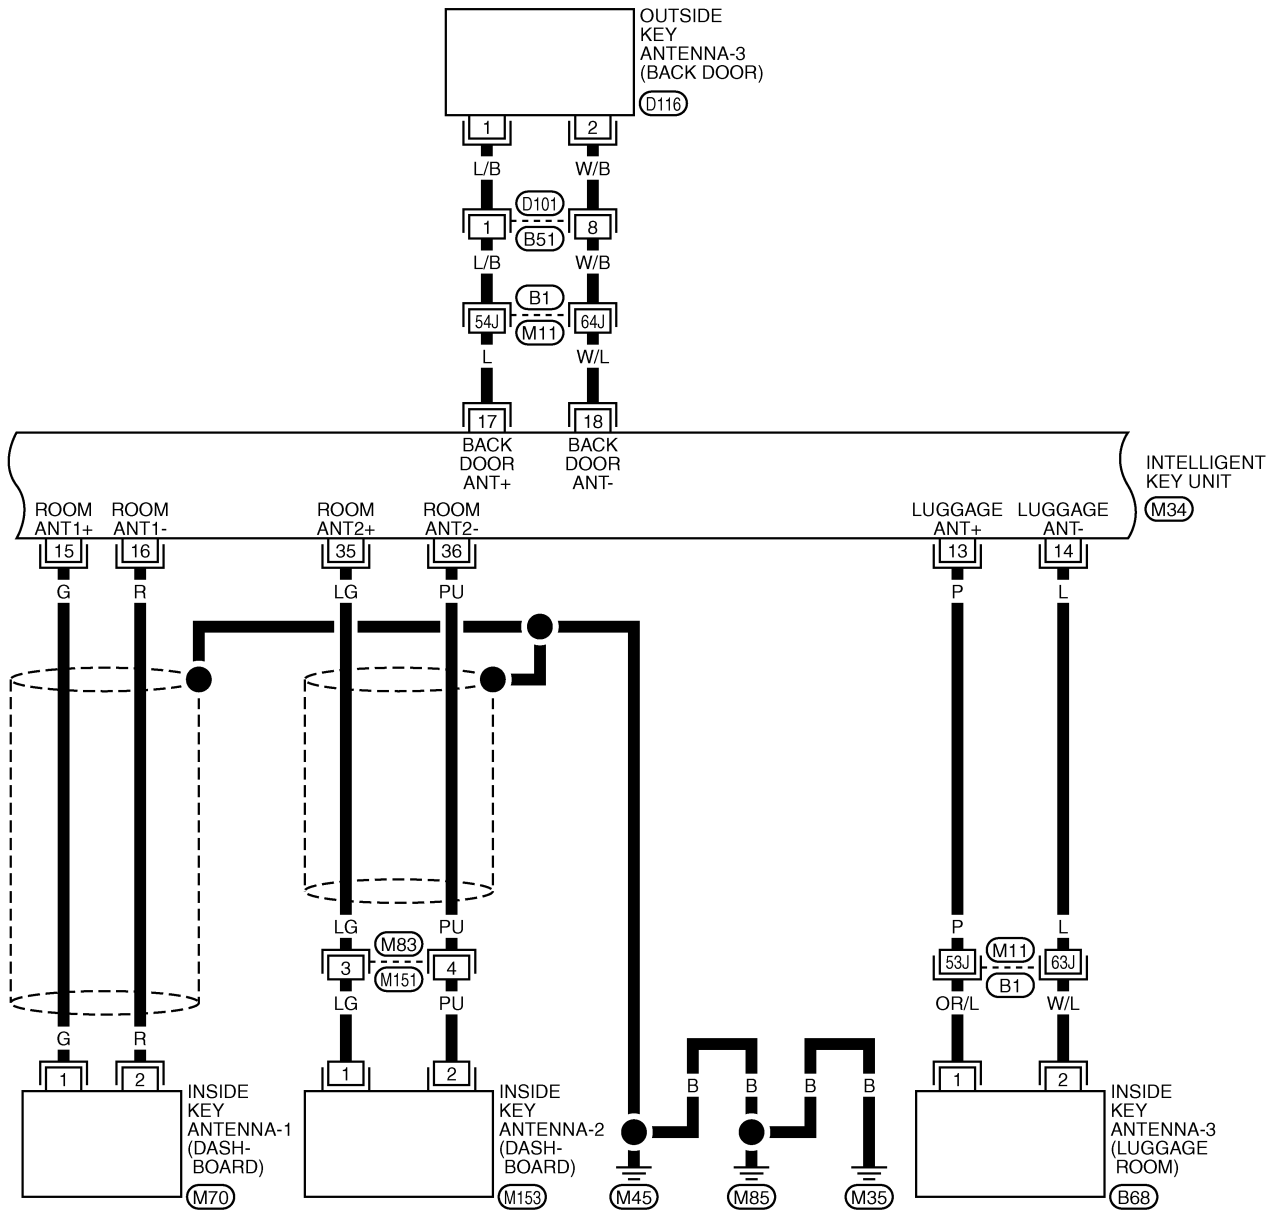 OUTSIDE
KEY
ANTENNA-3
(BACK DOOR)
D116
1 2
L/B W/B
D101
1 8
B51
L/B W/B
B1
54J 64J
M11
L W/L
17 18
BACK DOOR ANT+
BACK DOOR ANT-
INTELLIGENT
KEY UNIT
M34
ROOM ANT1+
ROOM ANT1-
ROOM ANT2+
ROOM ANT2-
LUGGAGE ANT+
LUGGAGE ANT-
15 16 35 36 13 14
G R LG PU P L
LG PU P L
M83
3 4
M151
M11
53J 63J
B1
LG PU OR/L W/L
G R
1 2 1 2 1 2
B B B B
INSIDE
KEY
ANTENNA-1
(DASH-
BOARD)
M70
INSIDE
KEY
ANTENNA-2
(DASH-
BOARD)
M153
M45 M85 M35
INSIDE
KEY
ANTENNA-3
(LUGGAGE
ROOM)
B68